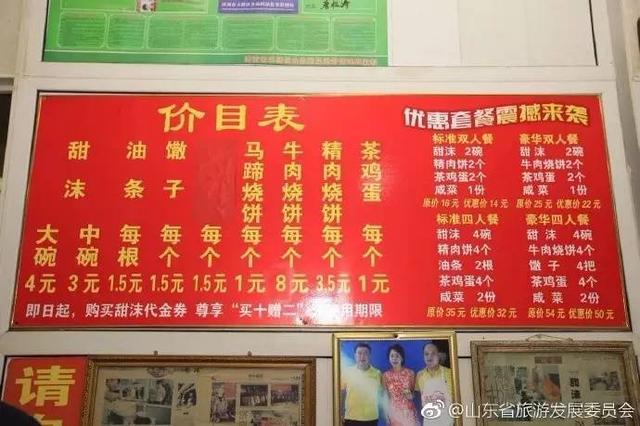 价目表
甜沫
油条
馓子
马蹄烧饼
牛肉烧饼
精肉烧饼
茶鸡蛋
大碗
中碗
每根
每个
每个
每个
每个
每个
每个
4元 3元 1.5元 1.5元 1.5元 1元 8元 3.5元 1元
即日起，购买甜沫代金券 尊享“买十赠二” 用期限
优惠套餐震撼来袭
标准双人餐
甜沫 2碗
精肉饼2个
茶鸡蛋2个
咸菜 1份
原价16元 优惠价14元
豪华双人餐
甜沫 2碗
牛肉烧饼2个
茶鸡蛋 2个
咸菜 1份
原价25元 优惠价22元
标准四人餐
甜沫 4碗
精肉饼4个
油条 2根
茶鸡蛋4个
咸菜 2份
原价35元 优惠价32元
豪华四人餐
甜沫 4碗
牛肉烧饼4个
馓子 4把
茶鸡蛋 4个
咸菜 2份
原价54元 优惠价50元
请
甜沫
@山东省旅游发展委员会